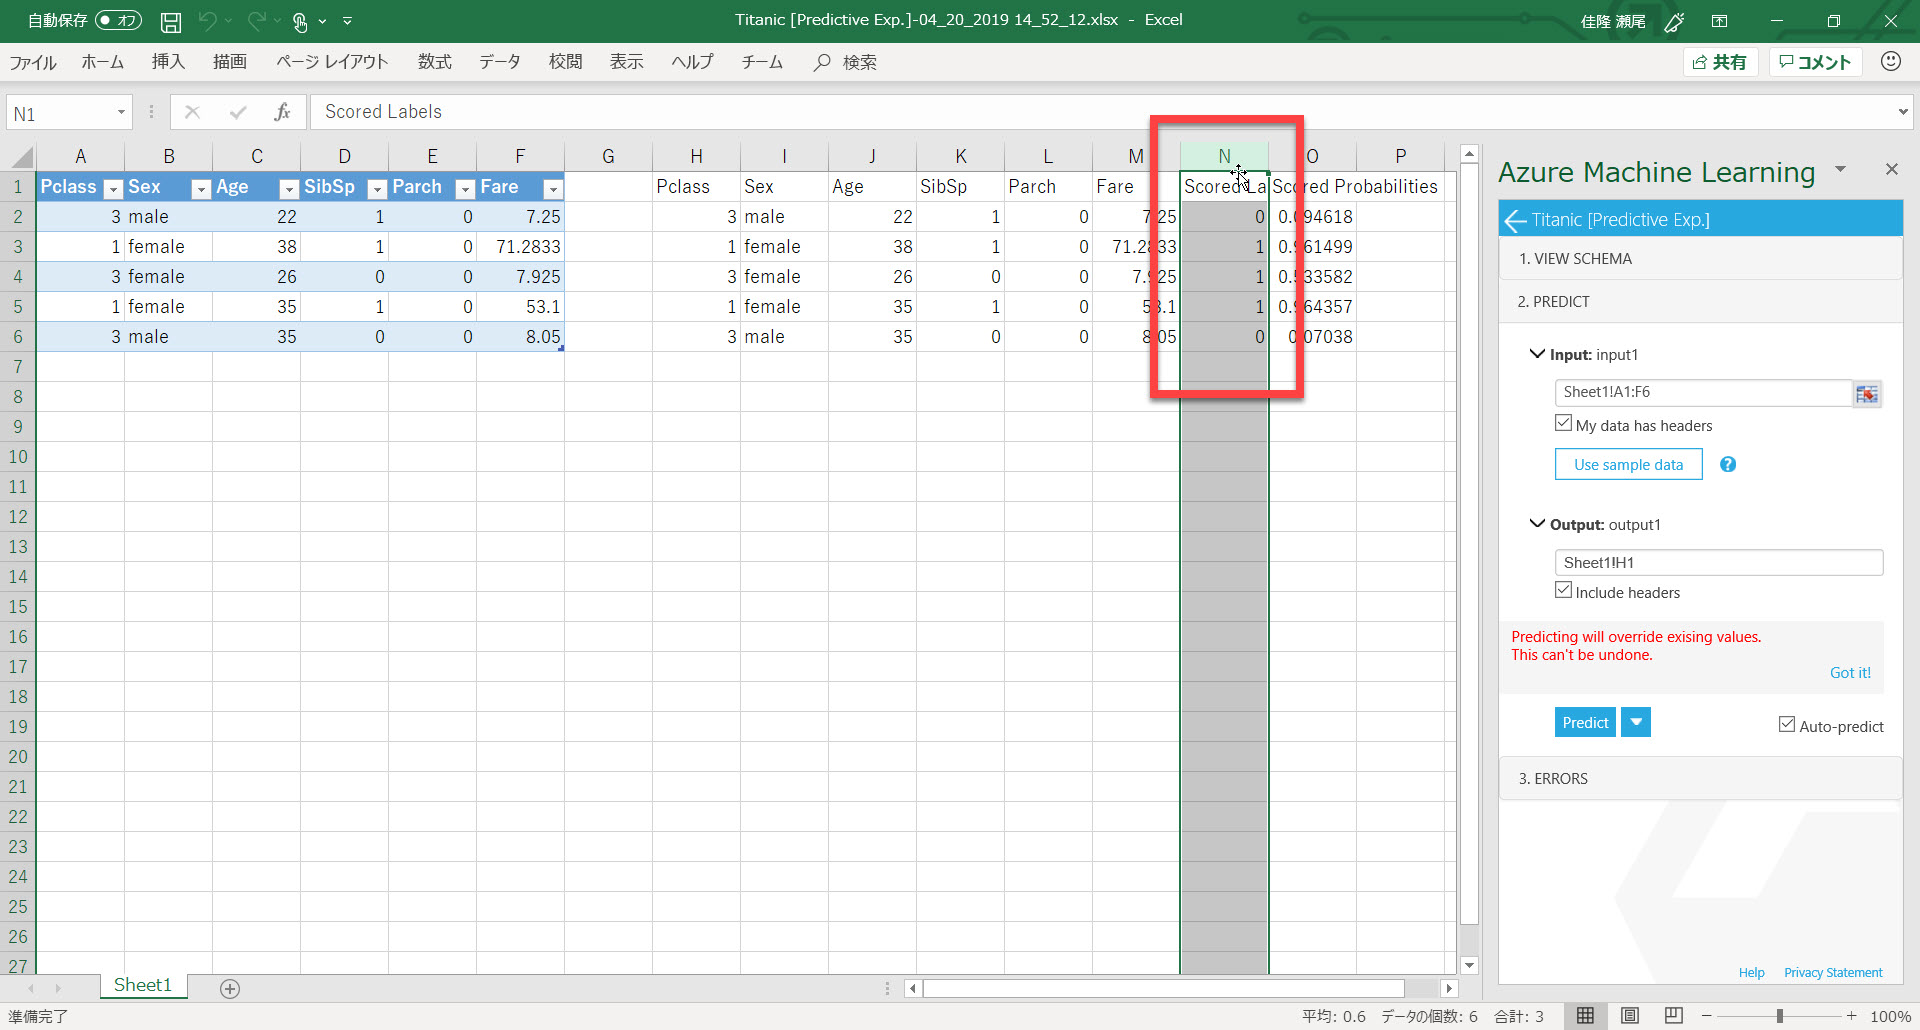 自動保存 オフ
Titanic [Predictive Exp.]-04_20_2019 14_52_12.xlsx - Excel
佳隆 瀬尾
ファイル ホーム 挿入 描画 ページ レイアウト 数式 データ 校閲 表示 ヘルプ チーム 検索 共有 コメント
N1 fx Scored Labels
A B C D E F G H I J K L M N O P
1 Pclass Sex Age SibSp Parch Fare Pclass Sex Age SibSp Parch Fare Scored La Scored Probabilities
2 3 male 22 1 0 7.25 3 male 22 1 0 7.25 0 0.094618
3 1 female 38 1 0 71.2833 1 female 38 1 0 71.2833 1 0.961499
4 3 female 26 0 0 7.925 3 female 26 0 0 7.925 1 0.533582
5 1 female 35 1 0 53.1 1 female 35 1 0 53.1 1 0.964357
6 3 male 35 0 0 8.05 3 male 35 0 0 8.05 0 0.07038
7
8
9
10
11
12
13
14
15
16
17
18
19
20
21
22
23
24
25
26
27
Sheet1
準備完了
平均: 0.6 データの個数: 6 合計: 3
100%
Azure Machine Learning
Titanic [Predictive Exp.]
1. VIEW SCHEMA
2. PREDICT
Input: input1
Sheet1!A1:F6
My data has headers
Use sample data ?
Output: output1
Sheet1!H1
Include headers
Predicting will override exising values.
This can't be undone.
Got it!
Predict
Auto-predict
3. ERRORS
Help Privacy Statement